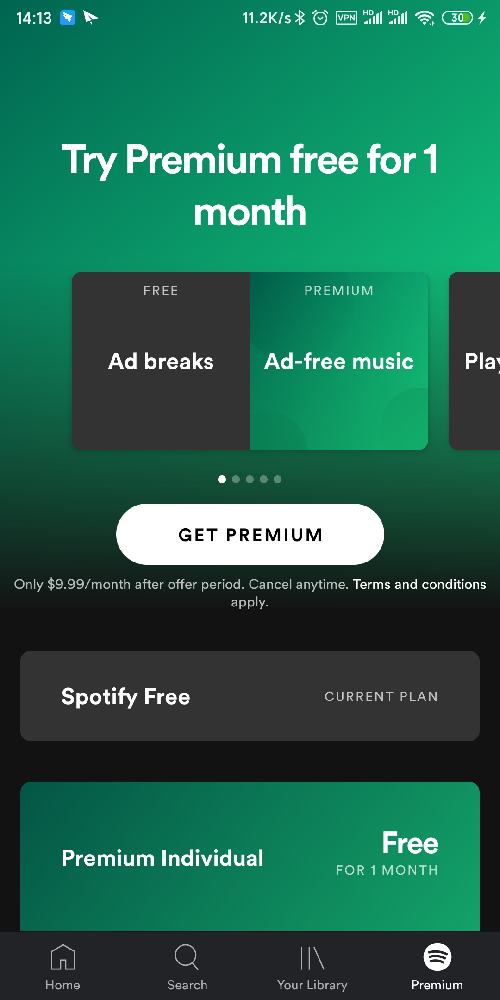 14:13 11.2K/s VPN HD HD 30
Try Premium free for 1
month
FREE PREMIUM
Ad breaks Ad-free music Play
GET PREMIUM
Only $9.99/month after offer period. Cancel anytime. Terms and conditions
apply.
Spotify Free CURRENT PLAN
Free
Premium Individual
FOR 1 MONTH
Home Search Your Library Premium